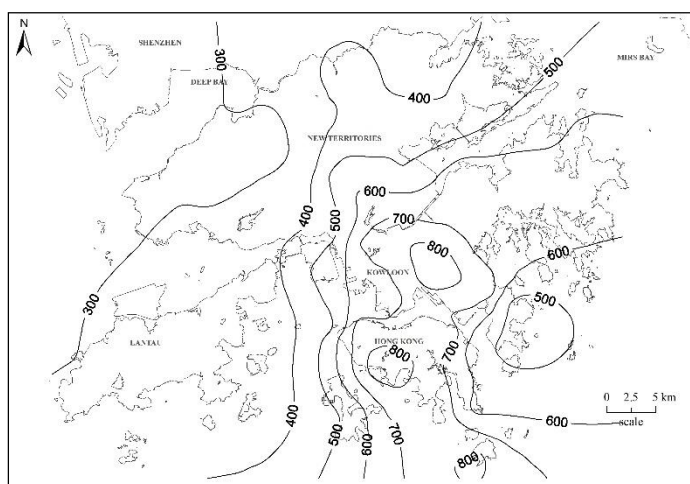 N
SHENZHEN
300
MIRS BAY
500
DEEP BAY
400
NEW TERRITORIES
600
400
500
700
800
600
KOWLOON
300
500
LANTAU
HONG KONG
700
800
0 2.5 5 km
scale
400
500
600
700
600
800